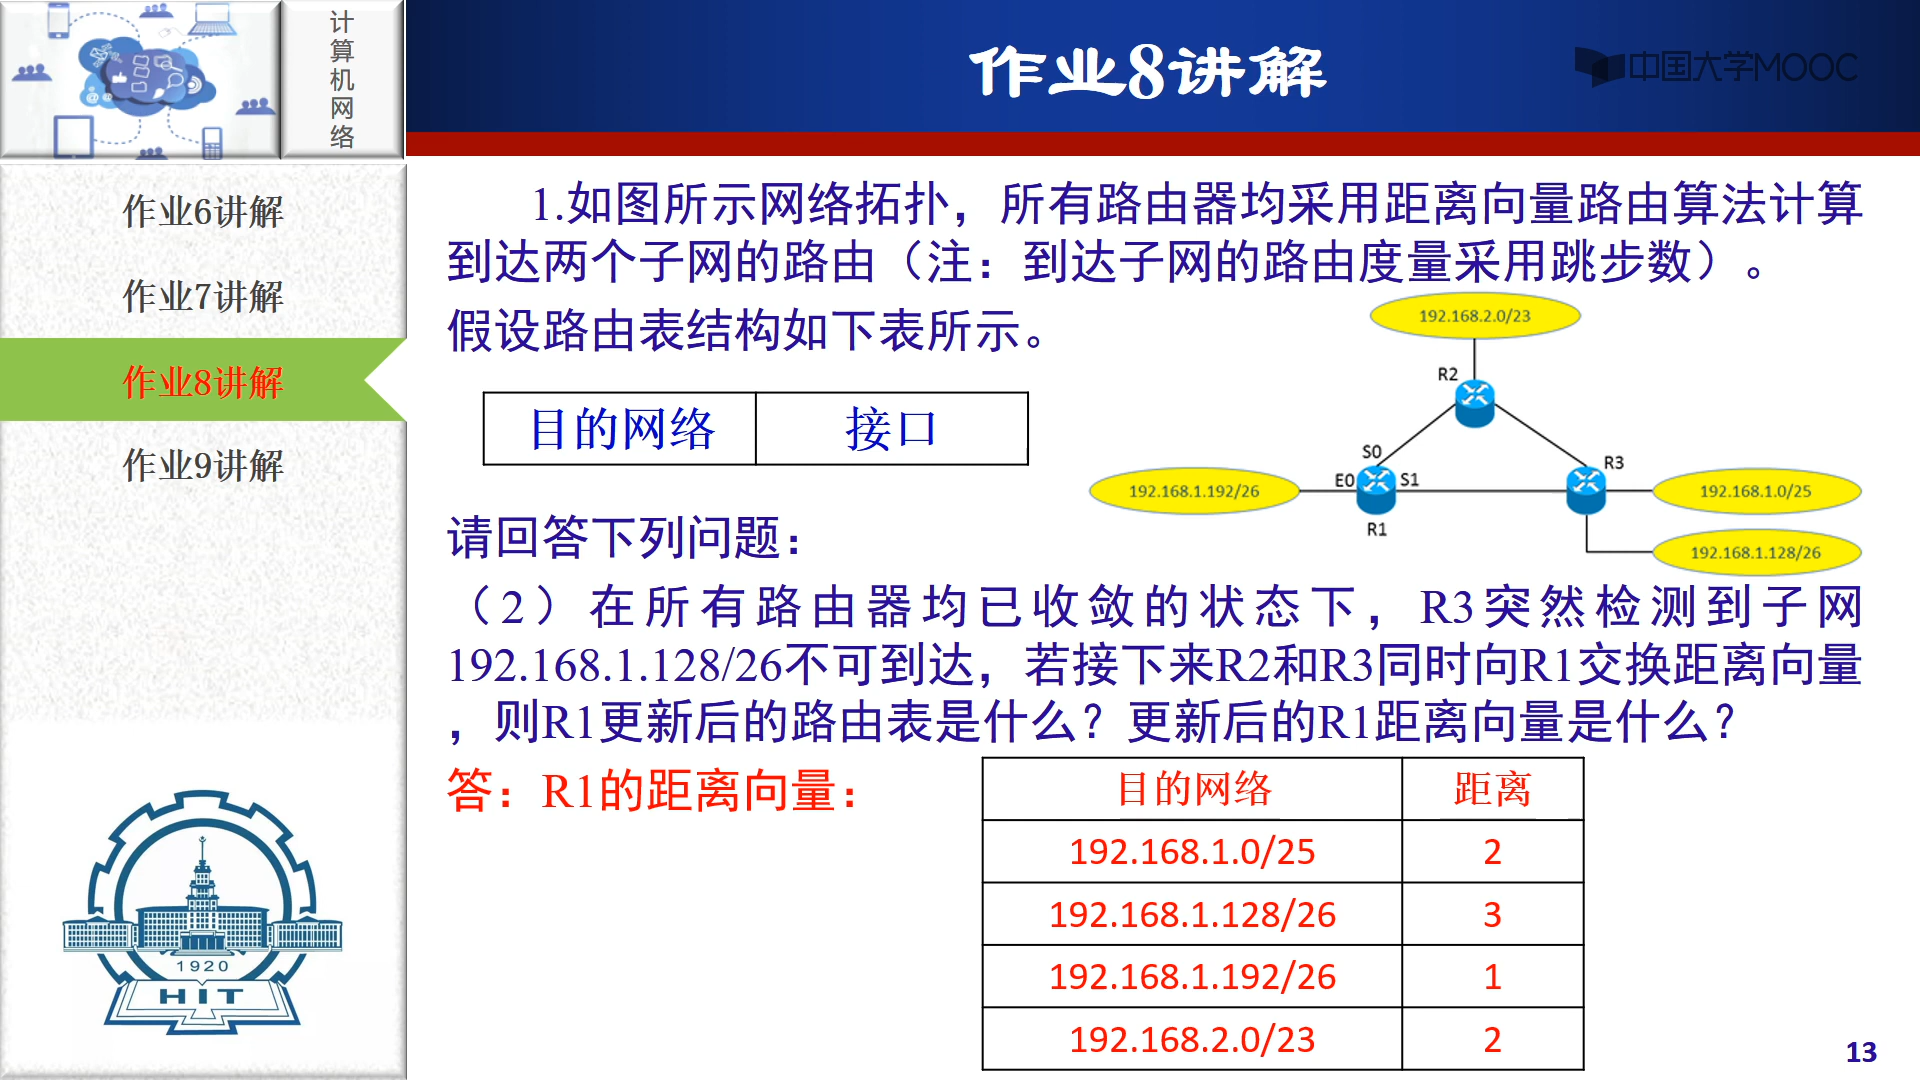 计
算
机
网
络
作业8讲解
中国大学MOOC
作业6讲解
作业7讲解
作业8讲解
作业9讲解
1920
HIT
1.如图所示网络拓扑，所有路由器均采用距离向量路由算法计算
到达两个子网的路由（注：到达子网的路由度量采用跳步数）。
假设路由表结构如下表所示。
目的网络 接口
192.168.2.0/23
R2
S0
R3
192.168.1.192/26 E0 S1 192.168.1.0/25
R1
192.168.1.128/26
请回答下列问题：
（2）在所有路由器均已收敛的状态下，R3突然检测到子网
192.168.1.128/26不可到达，若接下来R2和R3同时向R1交换距离向量
，则R1更新后的路由表是什么？更新后的R1距离向量是什么？
答：R1的距离向量：
目的网络 距离
192.168.1.0/25 2
192.168.1.128/26 3
192.168.1.192/26 1
192.168.2.0/23 2
13